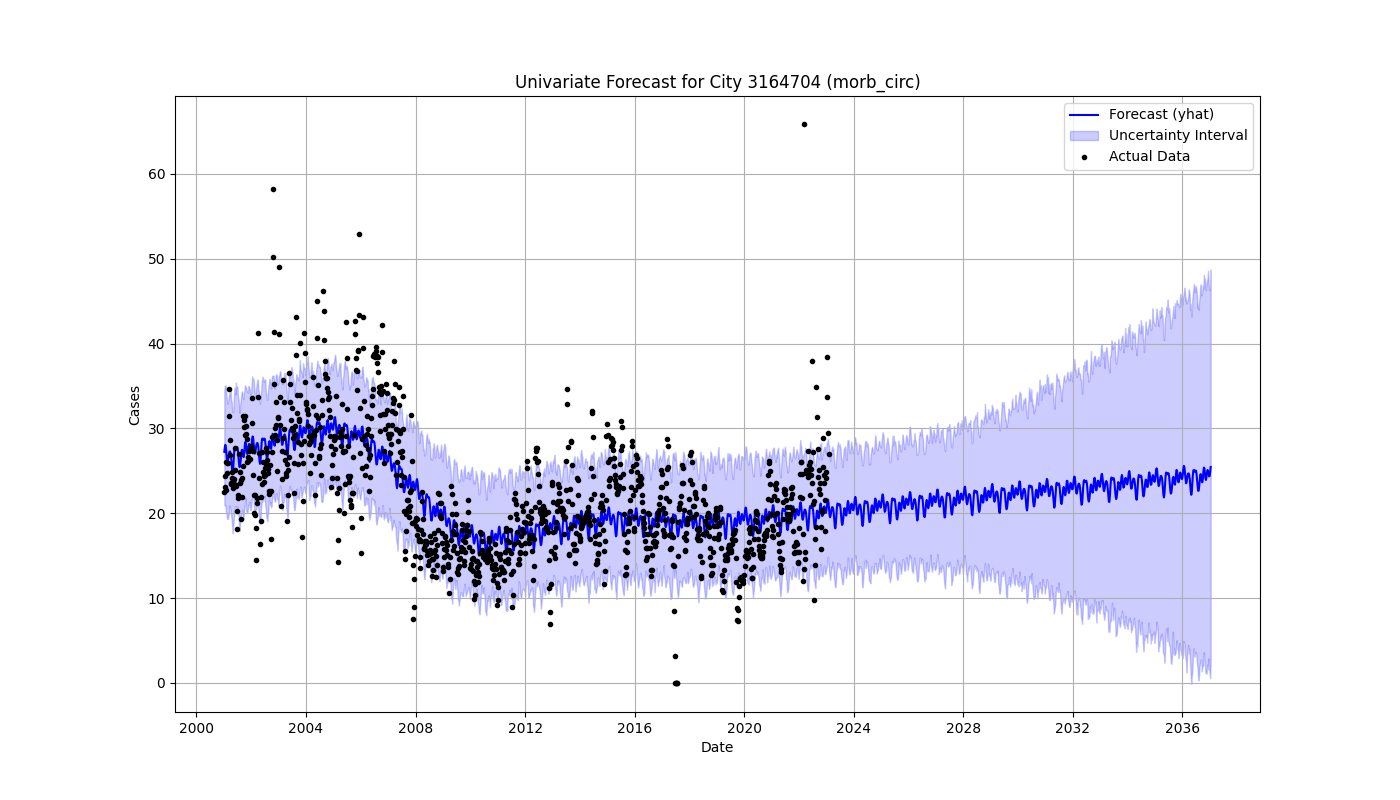 Univariate Forecast for City 3164704 (morb_circ)
Forecast (yhat)
Uncertainty Interval
Actual Data
Cases
60
50
40
30
20
10
0
2000 2004 2008 2012 2016 2020 2024 2028 2032 2036
Date